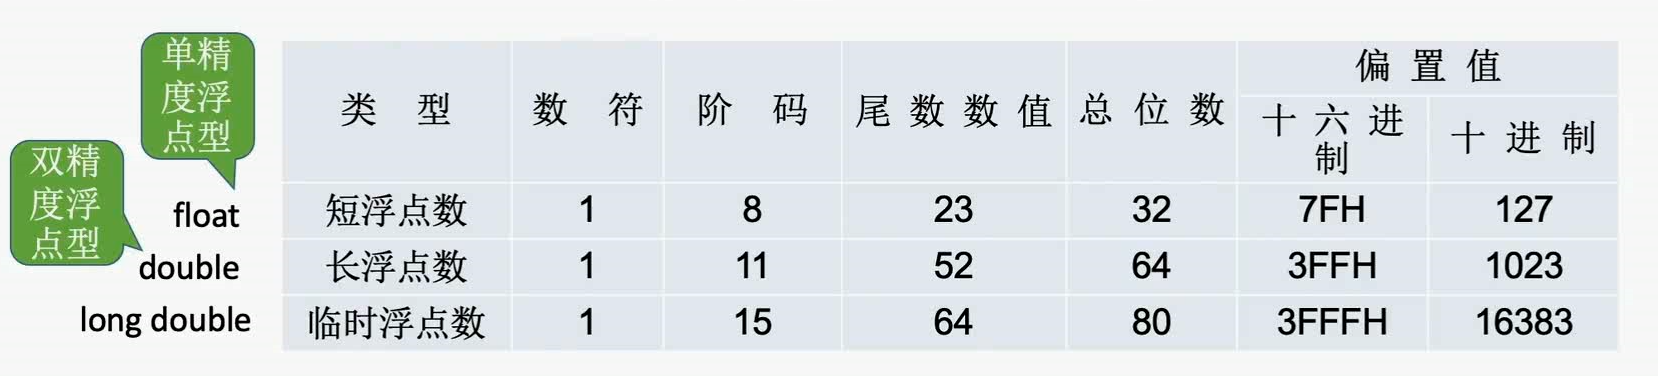 单精
度浮
点型
双精
度浮
点型
float
double
long double
类 型 数 符 阶 码 尾 数 数 值 总 位 数 偏 置 值
十 六 进
制
十 进 制
短浮点数 1 8 23 32 7FH 127
长浮点数 1 11 52 64 3FFH 1023
临时浮点数 1 15 64 80 3FFFH 16383